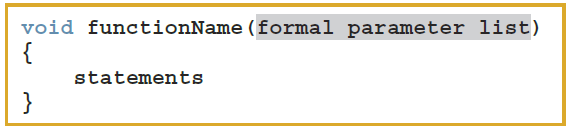 void functionName(formal parameter list)
{
    statements
}